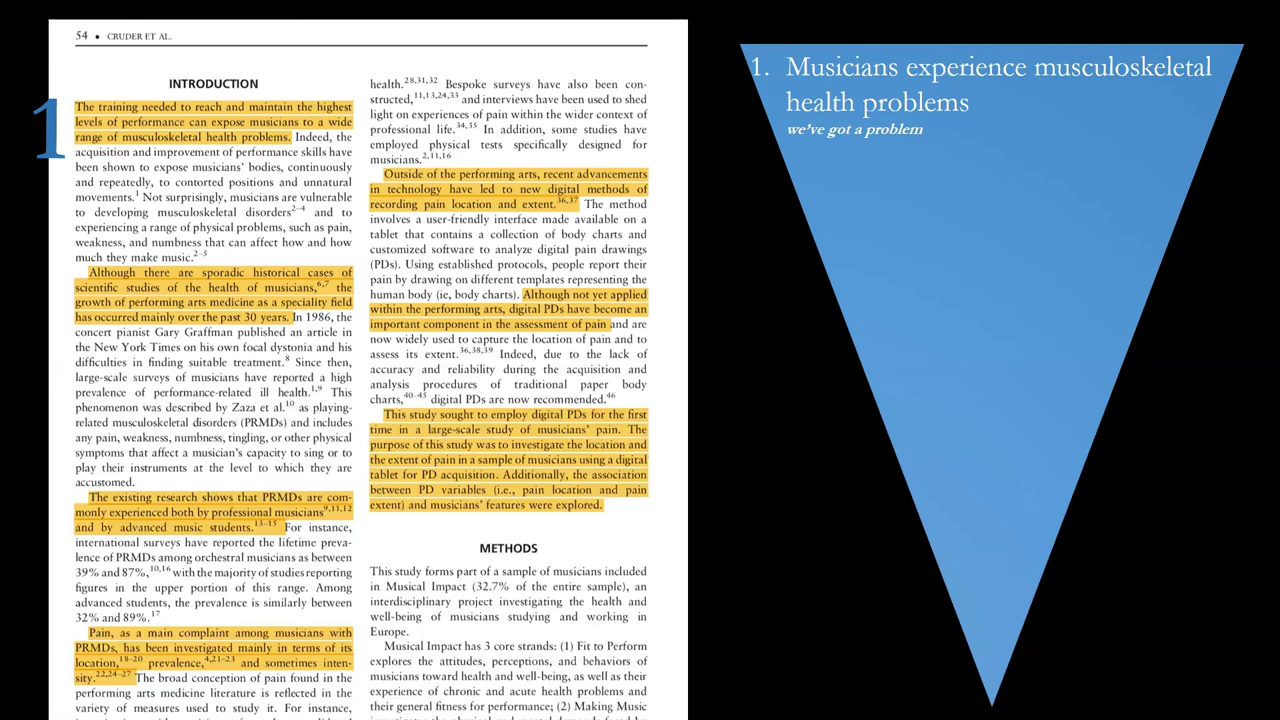 54 • CRUDER ET AL.
INTRODUCTION
1
The training needed to reach and maintain the highest
levels of performance can expose musicians to a wide
range of musculoskeletal health problems. Indeed, the
acquisition and improvement of performance skills have
been shown to expose musicians' bodies, continuously
and repeatedly, to contorted positions and unnatural
movements.1 Not surprisingly, musicians are vulnerable
to developing musculoskeletal disorders2–4 and to
experiencing a range of physical problems, such as pain,
weakness, and numbness that can affect how and how
much they make music.2–5
Although there are sporadic historical cases of
scientific studies of the health of musicians,6,7 the
growth of performing arts medicine as a speciality field
has occurred mainly over the past 30 years. In 1986, the
concert pianist Gary Graffman published an article in
the New York Times on his own focal dystonia and his
difficulties in finding suitable treatment.8 Since then,
large-scale surveys of musicians have reported a high
prevalence of performance-related ill health.1,9 This
phenomenon was described by Zaza et al.10 as playing-
related musculoskeletal disorders (PRMDs) and includes
any pain, weakness, numbness, tingling, or other physical
symptoms that affect a musician's capacity to sing or to
play their instruments at the level to which they are
accustomed.
The existing research shows that PRMDs are com-
monly experienced both by professional musicians9,11,12
and by advanced music students.13–15 For instance,
international surveys have reported the lifetime preva-
lence of PRMDs among orchestral musicians as between
39% and 87%,10,16 with the majority of studies reporting
figures in the upper portion of this range. Among
advanced students, the prevalence is similarly between
32% and 89%.17
Pain, as a main complaint among musicians with
PRMDs, has been investigated mainly in terms of its
location,18–20 prevalence,4,21–23 and sometimes inten-
sity.22,24–27 The broad conception of pain found in the
performing arts medicine literature is reflected in the
variety of measures used to study it. For instance,
health.28,31,32 Bespoke surveys have also been con-
structed,11,13,24,33 and interviews have been used to shed
light on experiences of pain within the wider context of
professional life.34,35 In addition, some studies have
employed physical tests specifically designed for
musicians.2,11,16
Outside of the performing arts, recent advancements
in technology have led to new digital methods of
recording pain location and extent.36,37 The method
involves a user-friendly interface made available on a
tablet that contains a collection of body charts and
customized software to analyze digital pain drawings
(PDs). Using established protocols, people report their
pain by drawing on different templates representing the
human body (ie, body charts). Although not yet applied
within the performing arts, digital PDs have become an
important component in the assessment of pain and are
now widely used to capture the location of pain and to
assess its extent.36,38,39 Indeed, due to the lack of
accuracy and reliability during the acquisition and
analysis procedures of traditional paper body
charts,40–45 digital PDs are now recommended.46
This study sought to employ digital PDs for the first
time in a large-scale study of musicians' pain. The
purpose of this study was to investigate the location and
the extent of pain in a sample of musicians using a digital
tablet for PD acquisition. Additionally, the association
between PD variables (i.e., pain location and pain
extent) and musicians' features were explored.
METHODS
This study forms part of a sample of musicians included
in Musical Impact (32.7% of the entire sample), an
interdisciplinary project investigating the health and
well-being of musicians studying and working in
Europe.
Musical Impact has 3 core strands: (1) Fit to Perform
explores the attitudes, perceptions, and behaviors of
musicians toward health and well-being, as well as their
experience of chronic and acute health problems and
their general fitness for performance; (2) Making Music
1. Musicians experience musculoskeletal
health problems
we've got a problem